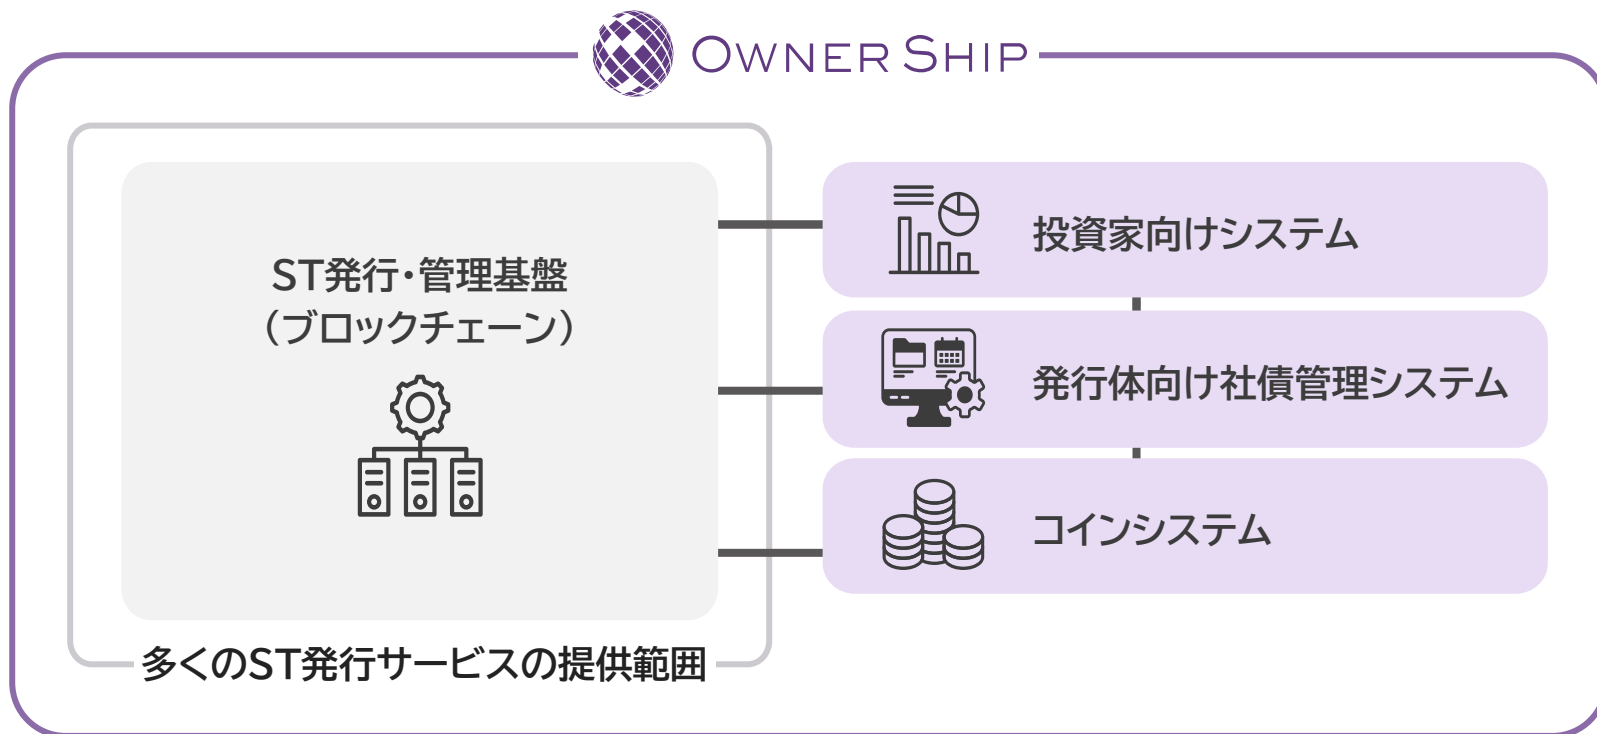 OWNERSHIP
ST発行・管理基盤
（ブロックチェーン）
多くのST発行サービスの提供範囲
投資家向けシステム
発行体向け社債管理システム
コインシステム